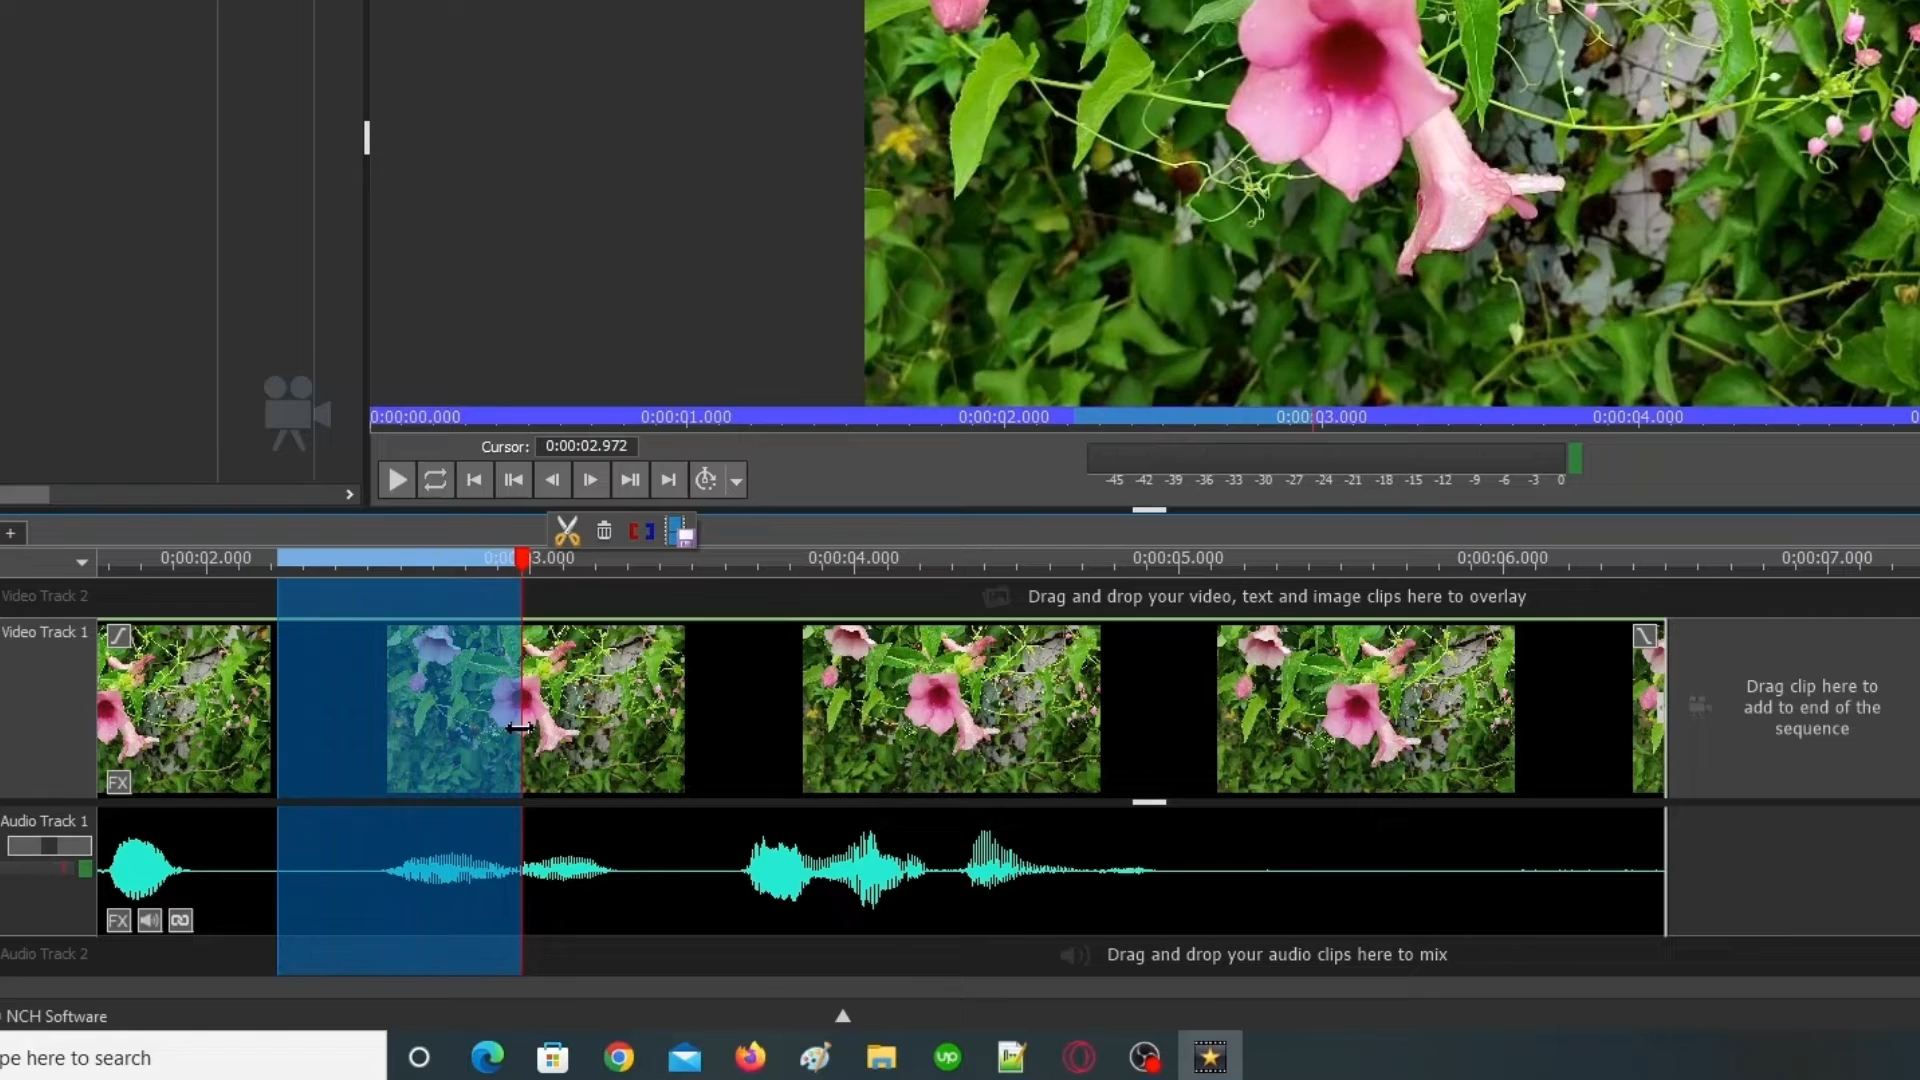 0:00:00.000 0:00:01.000 0:00:02.000 0:00:03.000 0:00:04.000 0
Cursor: 0:00:02.972
-45 -42 -39 -36 -33 -30 -27 -24 -21 -18 -15 -12 -9 -6 -3 0
+
0:00:02.000 0:00:03.000 0:00:04.000 0:00:05.000 0:00:06.000 0:00:07.000
Video Track 2
Drag and drop your video, text and image clips here to overlay
Video Track 1
Drag clip here to
add to end of the
sequence
FX
Audio Track 1
FX
Audio Track 2
Drag and drop your audio clips here to mix
NCH Software
pe here to search
up